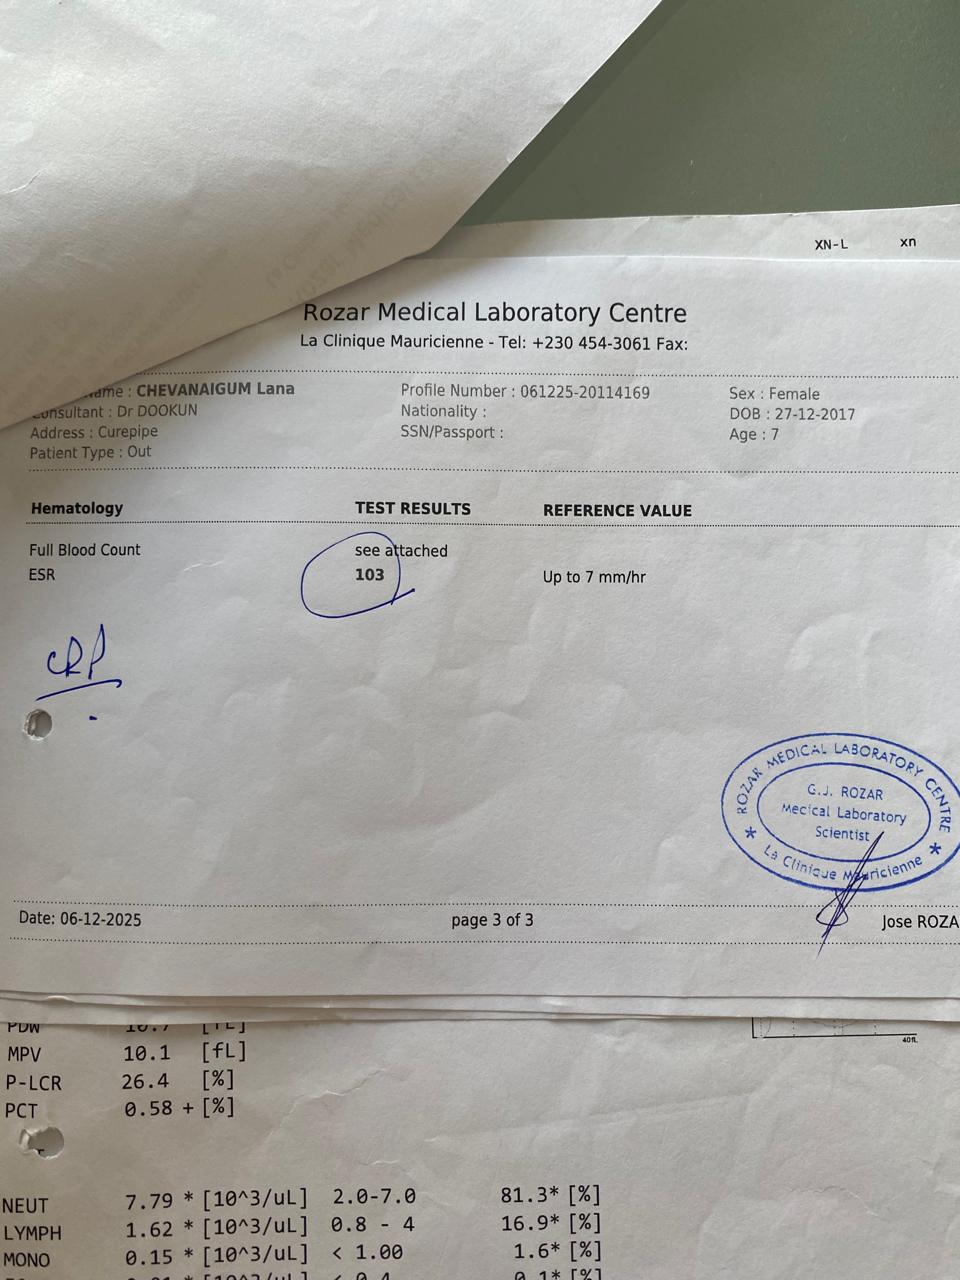 XN-L xn
Rozar Medical Laboratory Centre
La Clinique Mauricienne - Tel: +230 454-3061 Fax:
ame : CHEVANAIGUM Lana Profile Number : 061225-20114169 Sex : Female
Consultant : Dr DOOKUN Nationality : DOB : 27-12-2017
Address : Curepipe SSN/Passport : Age : 7
Patient Type : Out
Hematology TEST RESULTS REFERENCE VALUE
Full Blood Count see attached
ESR 103 Up to 7 mm/hr
CRP
ROZAR MEDICAL LABORATORY CENTRE
G.J. ROZAR
Medical Laboratory
Scientist
La Clinique Mauricienne
Date: 06-12-2025 page 3 of 3 Jose ROZA
PDW 10.7 [fL]
40fL
MPV 10.1 [fL]
P-LCR 26.4 [%]
PCT 0.58 + [%]
NEUT 7.79 * [10^3/uL] 2.0-7.0 81.3* [%]
LYMPH 1.62 * [10^3/uL] 0.8 - 4 16.9* [%]
MONO 0.15 * [10^3/uL] < 1.00 1.6* [%]